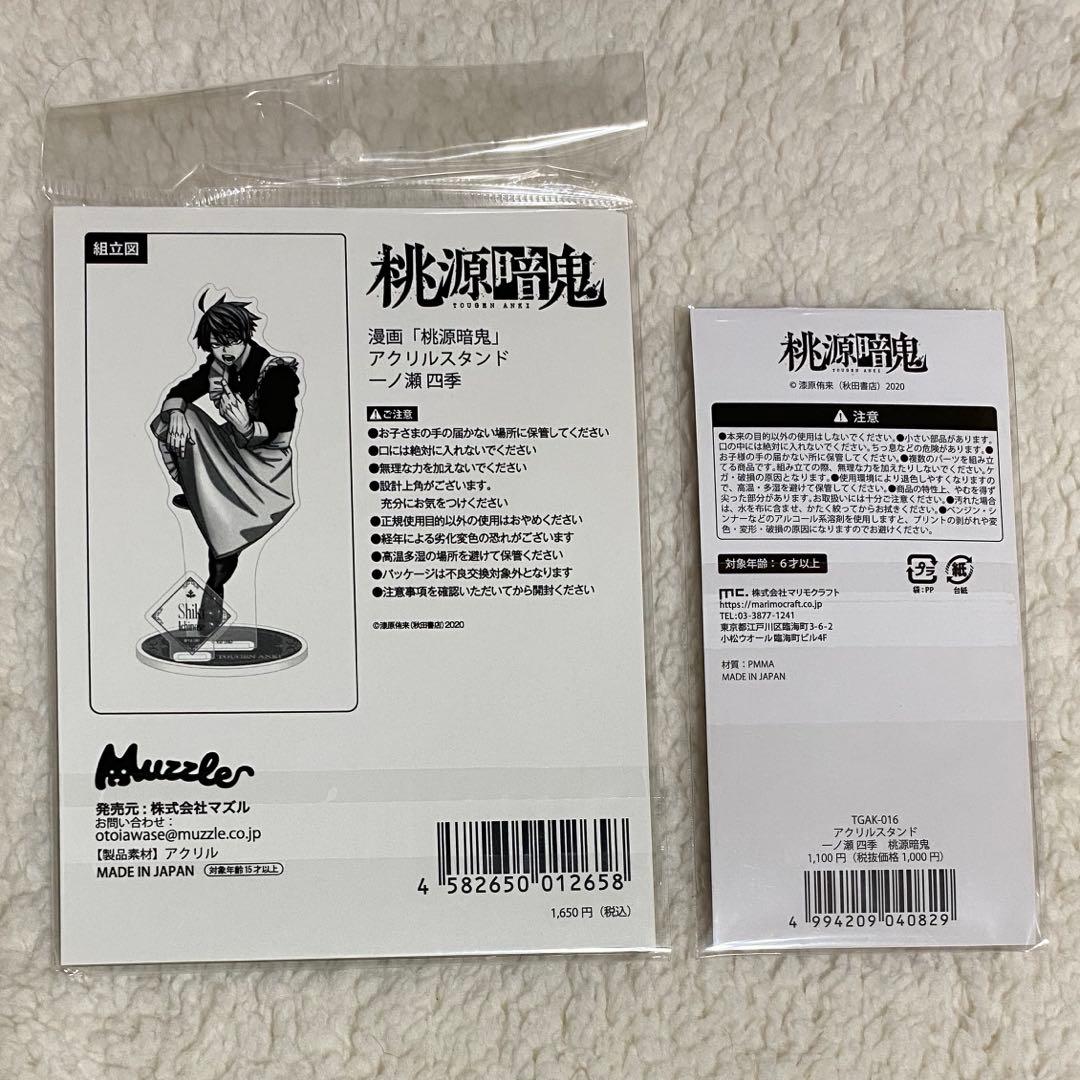 組立図
桃源暗鬼
TOUGEN ANKI
漫画「桃源暗鬼」
アクリルスタンド
一ノ瀬 四季
ご注意
●お子さまの手の届かない場所に保管してください
●口には絶対に入れないでください
●無理な力を加えないでください
●設計上角がございます。
充分にお気をつけください
●正規使用目的以外の使用はおやめください
●経年による劣化変色の恐れがございます
●高温多湿の場所を避けて保管ください
●パッケージは不良交換対象外となります
●注意事項を確認いただいてから開封ください
©漆原侑来(秋田書店)2020
Shiki
Ichinose
TOUGEN ANKI
Muzzle
発売元:株式会社マズル
お問い合わせ:
otoiawase@muzzle.co.jp
【製品素材】アクリル
MADE IN JAPAN 対象年齢15才以上
4 582650 012658
1,650円(税込)
桃源暗鬼
TOUGEN ANKI
© 漆原侑来(秋田書店)2020
注意
●本来の目的以外の使用はしないでください。●小さい部品があります。
口の中には絶対に入れないでください。ちっ息などの危険があります。●
お子様の手の届かない所に保管してください。●複数のパーツを組み立
てる商品です。組み立ての際、無理な力を加えたりしないでください。ケ
ガ・破損の原因となります。●使用環境により退色しやすくなりますの
で、高温・多湿を避けて保管してください。●商品の特性上、やむを得ず
尖った部分があります。お取扱いには十分ご注意ください。●汚れた場合
は、水を布に含ませ、かたく絞ってからお拭きください。●ベンジン・シ
ンナーなどのアルコール系溶剤を使用しますと、プリントの剥がれや変
色・変形・破損の原因になりますのでお避けください。
対象年齢:6才以上
プラ
袋:PP
紙
台紙
mc. 株式会社マリモクラフト
https://marimocraft.co.jp
TEL:03-3877-1241
東京都江戸川区臨海町3-6-2
小松ウオール臨海町ビル4F
材質:PMMA
MADE IN JAPAN
TGAK-016
アクリルスタンド
一ノ瀬 四季 桃源暗鬼
1,100円(税抜価格 1,000円)
4 994209 040829